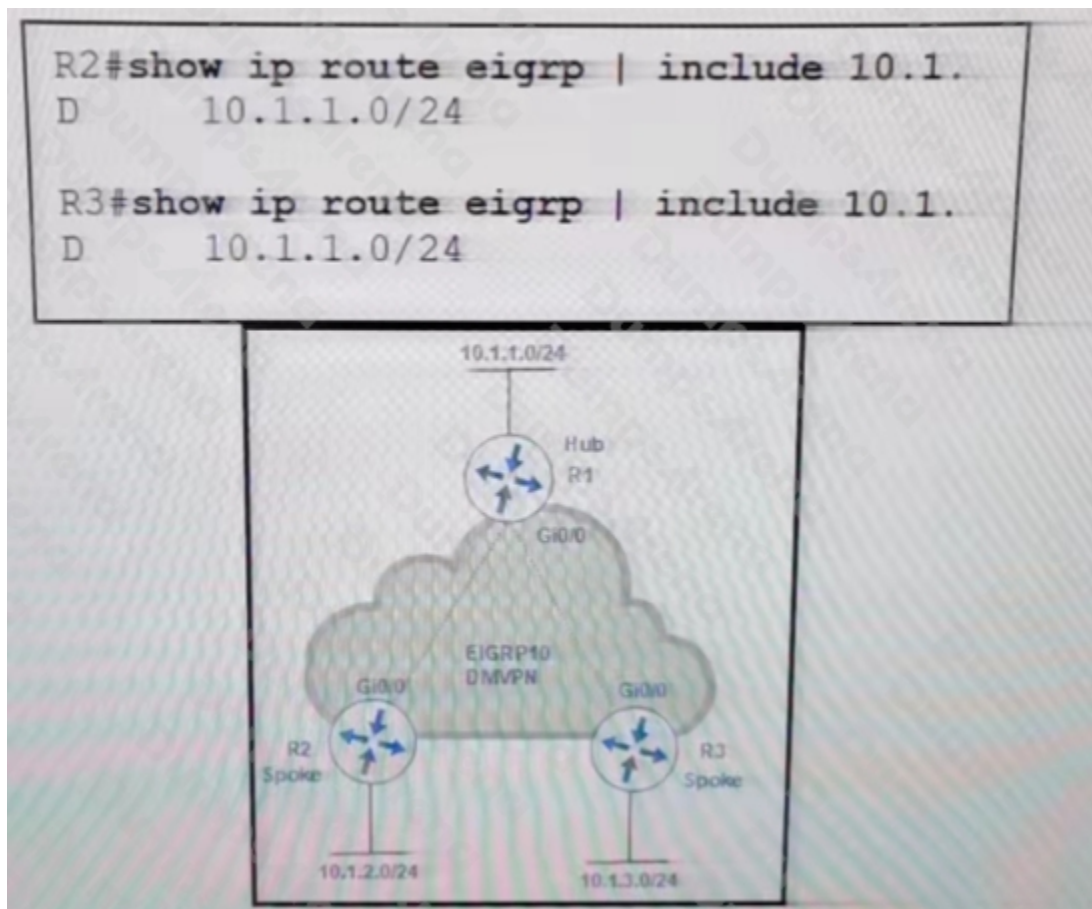 R2#show ip route eigrp | include 10.1.
D 10.1.1.0/24
R3#show ip route eigrp | include 10.1.
D 10.1.1.0/24
10.1.1.0/24
Hub
R1
Gi0/0
EIGRP10
DMVPN
Gi0/0
Gi0/0
R2
Spoke
R3
Spoke
10.1.2.0/24
10.1.3.0/24